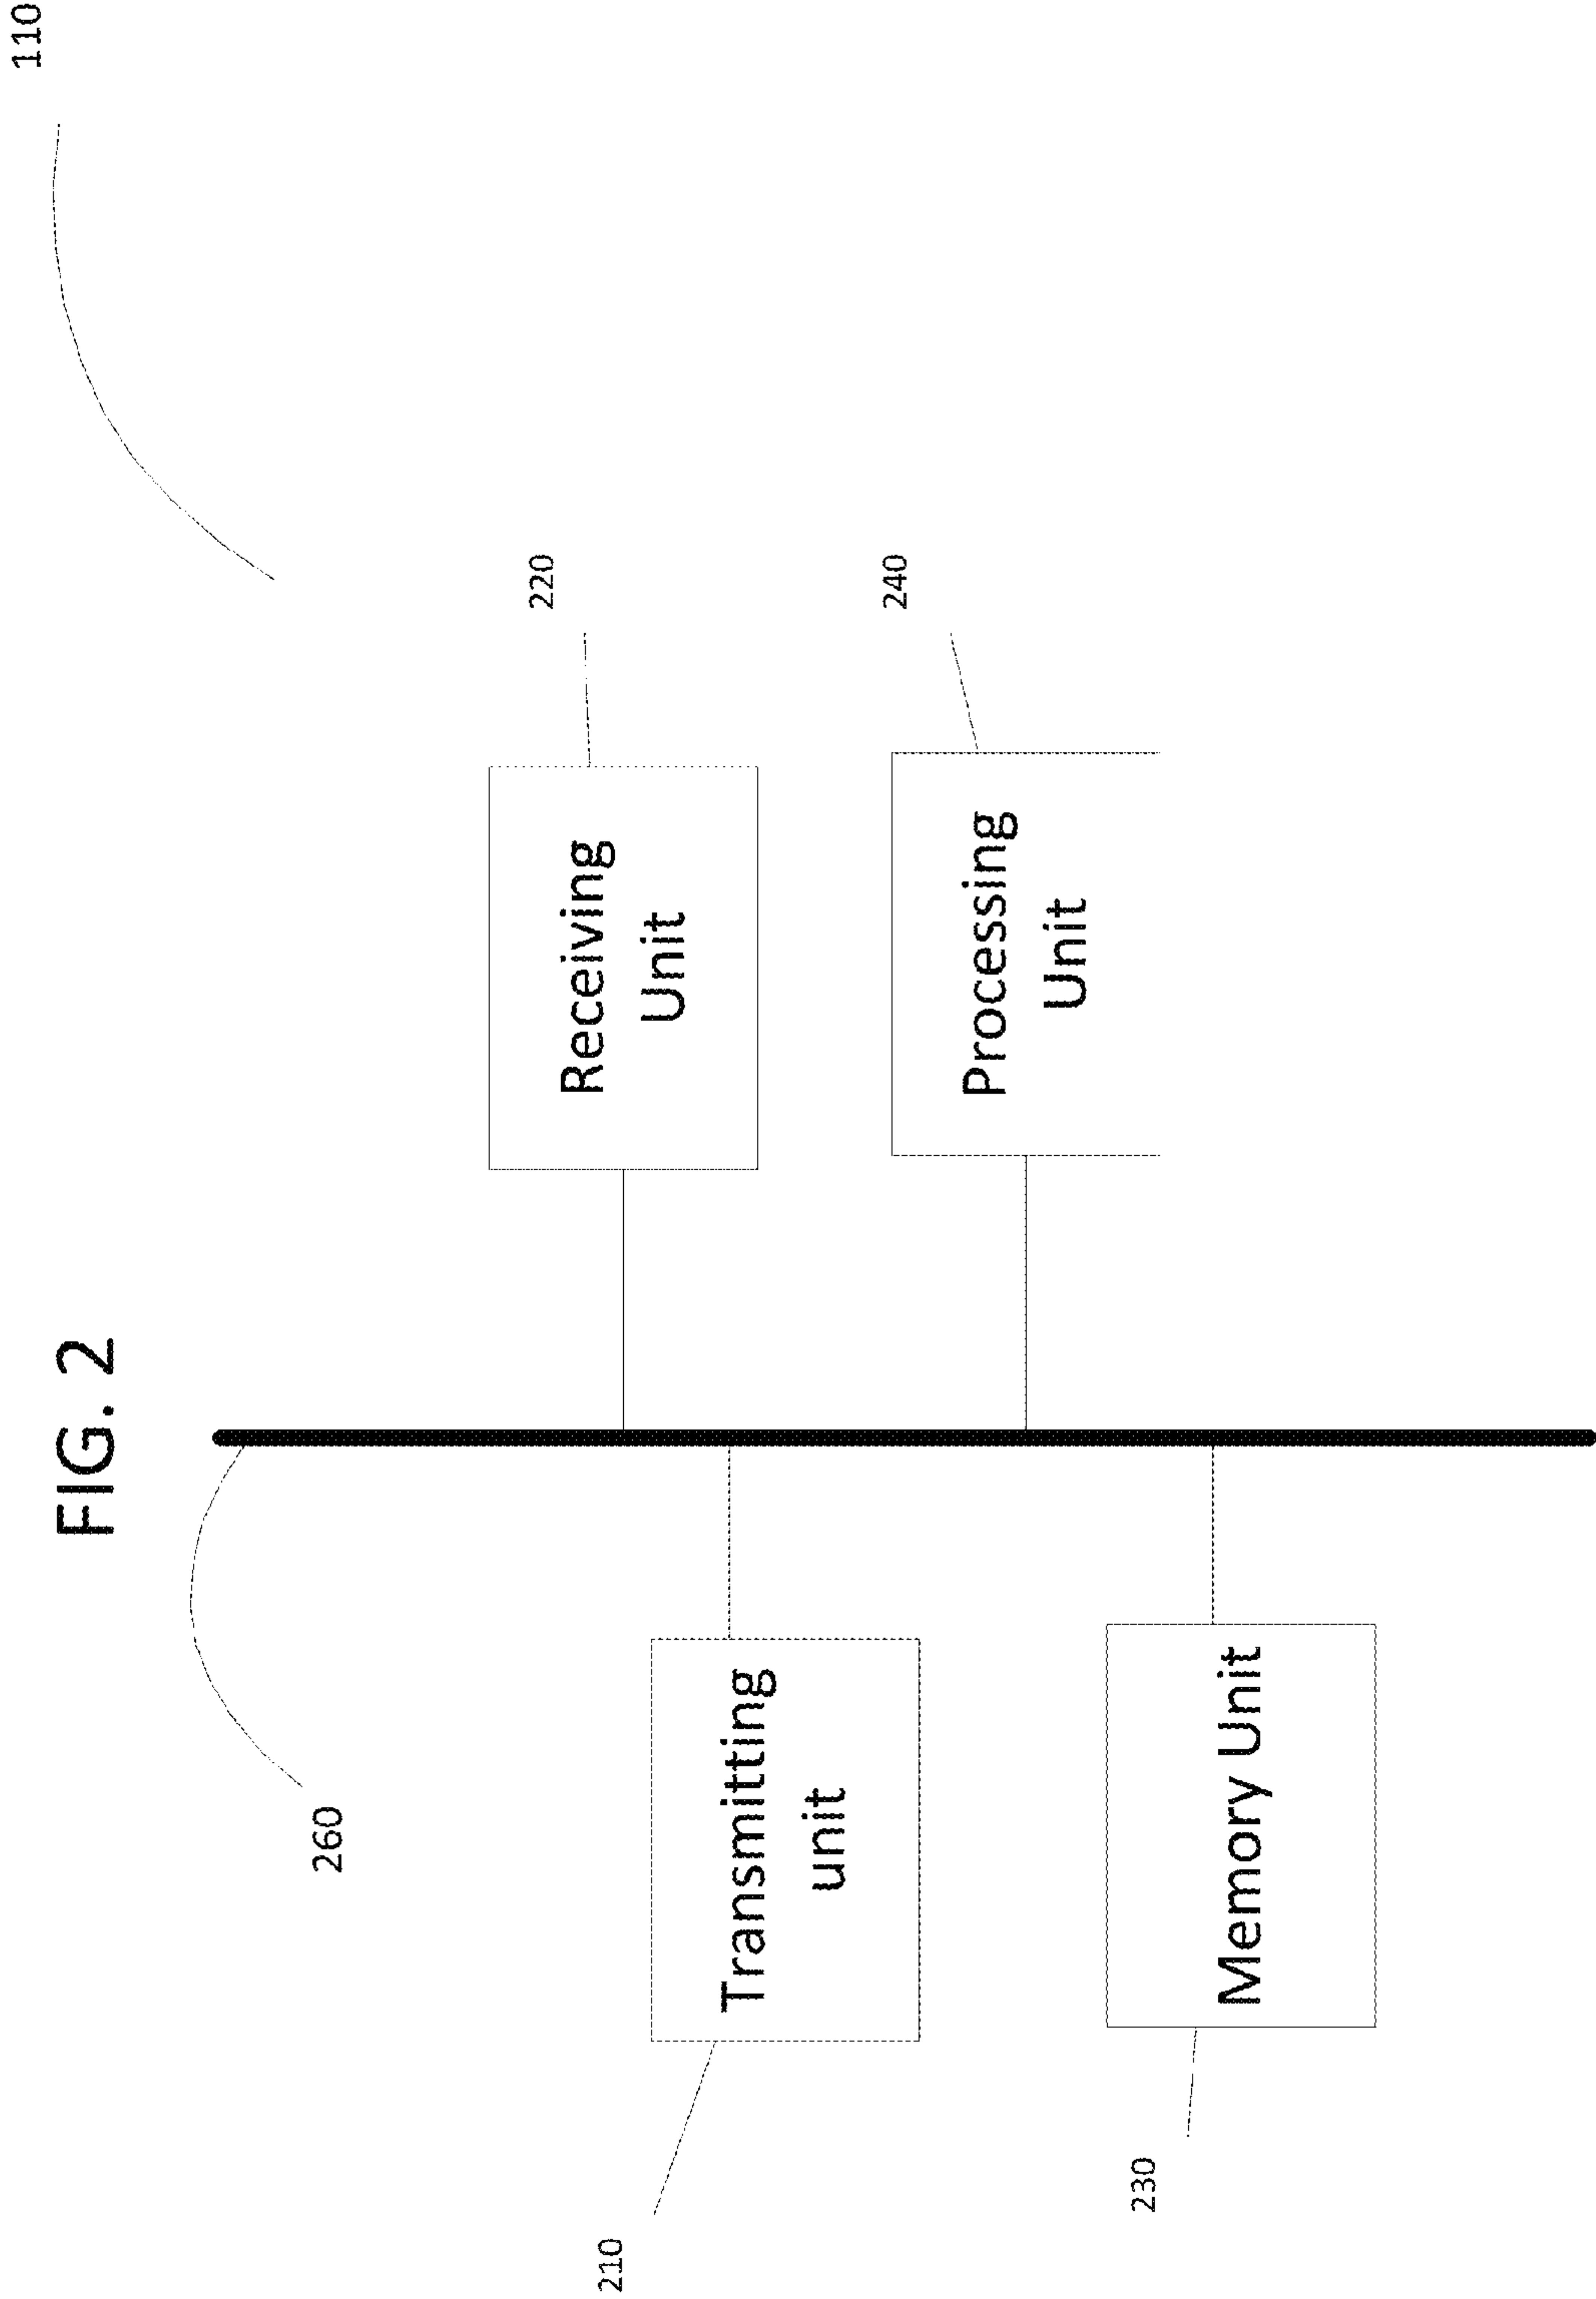 FIG. 2
110
260
220
Receiving
Unit
210
Transmitting
unit
240
Processing
Unit
230
Memory Unit